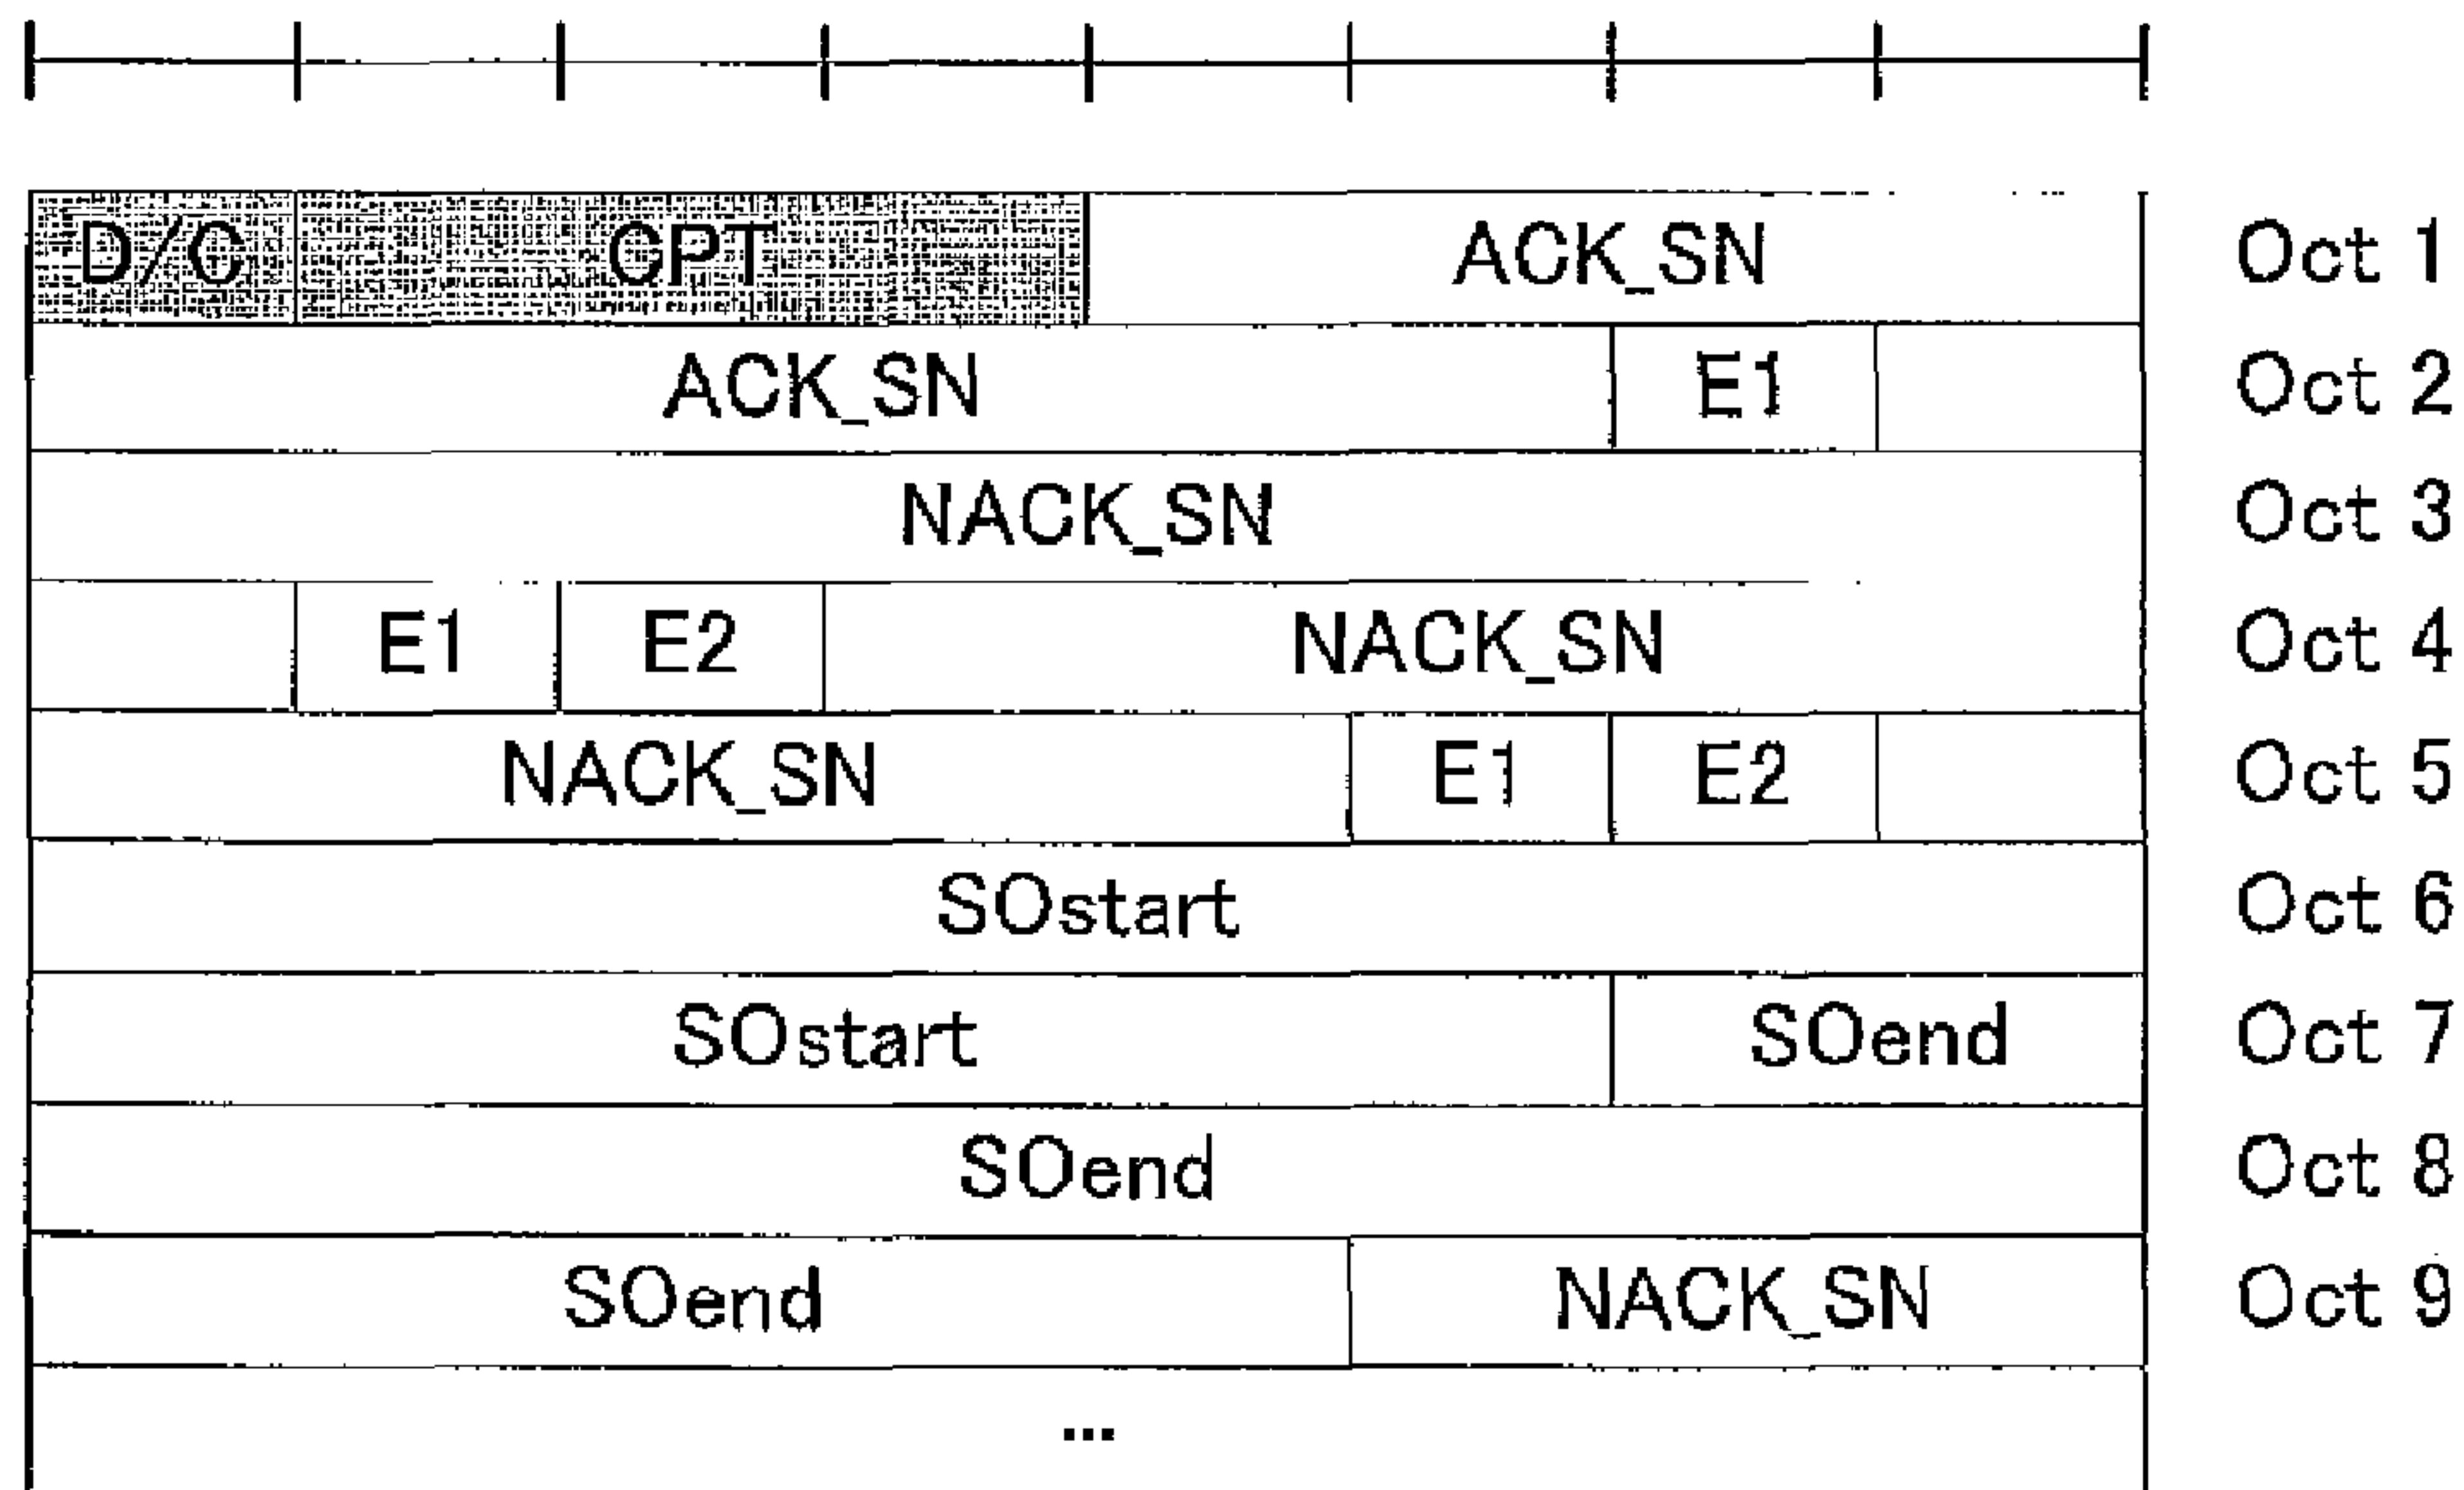 D/C CPT ACK_SN Oct 1
ACK_SN E1 Oct 2
NACK_SN Oct 3
E1 E2 NACK_SN Oct 4
NACK_SN E1 E2 Oct 5
SOstart Oct 6
SOstart SOend Oct 7
SOend Oct 8
SOend NACK_SN Oct 9
...